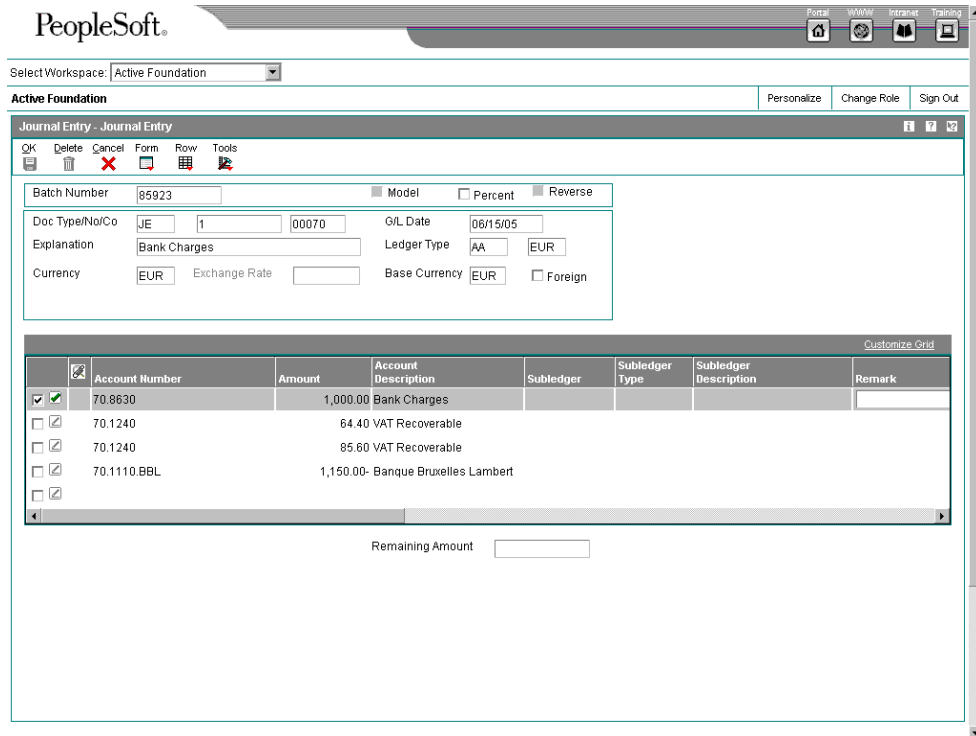 Portal WWW Intranet Training
PeopleSoft.
Select Workspace: Active Foundation
Active Foundation Personalize Change Role Sign Out
Journal Entry - Journal Entry
OK Delete Cancel Form Row Tools
Batch Number 85923 Model Percent Reverse
Doc Type/No/Co JE 1 00070 G/L Date 06/15/05
Explanation Bank Charges Ledger Type AA EUR
Currency EUR Exchange Rate Base Currency EUR Foreign
Customize Grid
Account Number Amount Account Description Subledger Subledger Type Subledger Description Remark
70.8630 1,000.00 Bank Charges
70.1240 64.40 VAT Recoverable
70.1240 85.60 VAT Recoverable
70.1110.BBL 1,150.00- Banque Bruxelles Lambert
Remaining Amount